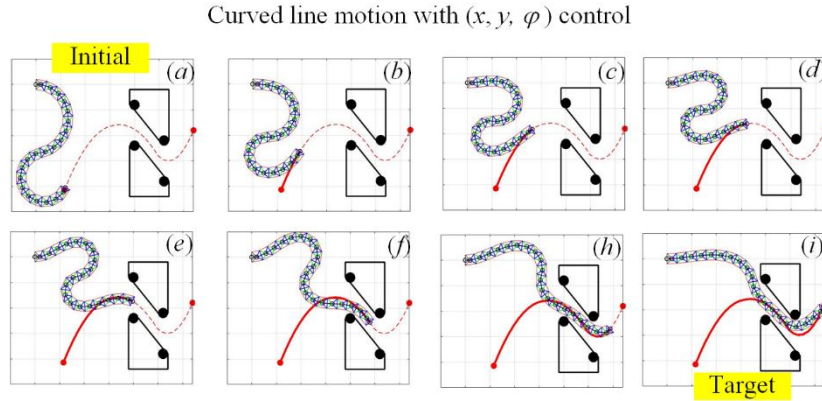 Curved line motion with (x, y, φ) control
Initial
(a)
(b)
(c)
(d)
(e)
(f)
(h)
(i)
Target